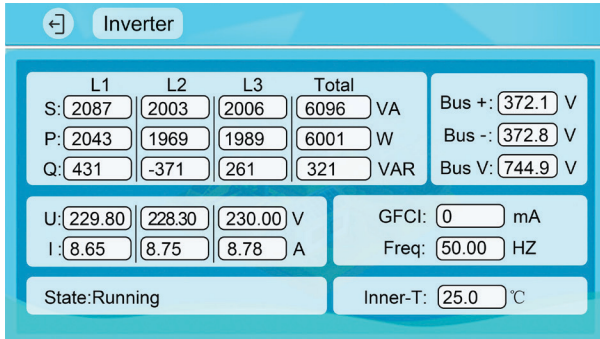 Inverter
L1 L2 L3 Total
S: 2087 2003 2006 6096 VA
P: 2043 1969 1989 6001 W
Q: 431 -371 261 321 VAR
Bus +: 372.1 V
Bus -: 372.8 V
Bus V: 744.9 V
U: 229.80 228.30 230.00 V
I: 8.65 8.75 8.78 A
GFCI: 0 mA
Freq: 50.00 HZ
State:Running
Inner-T: 25.0 ℃